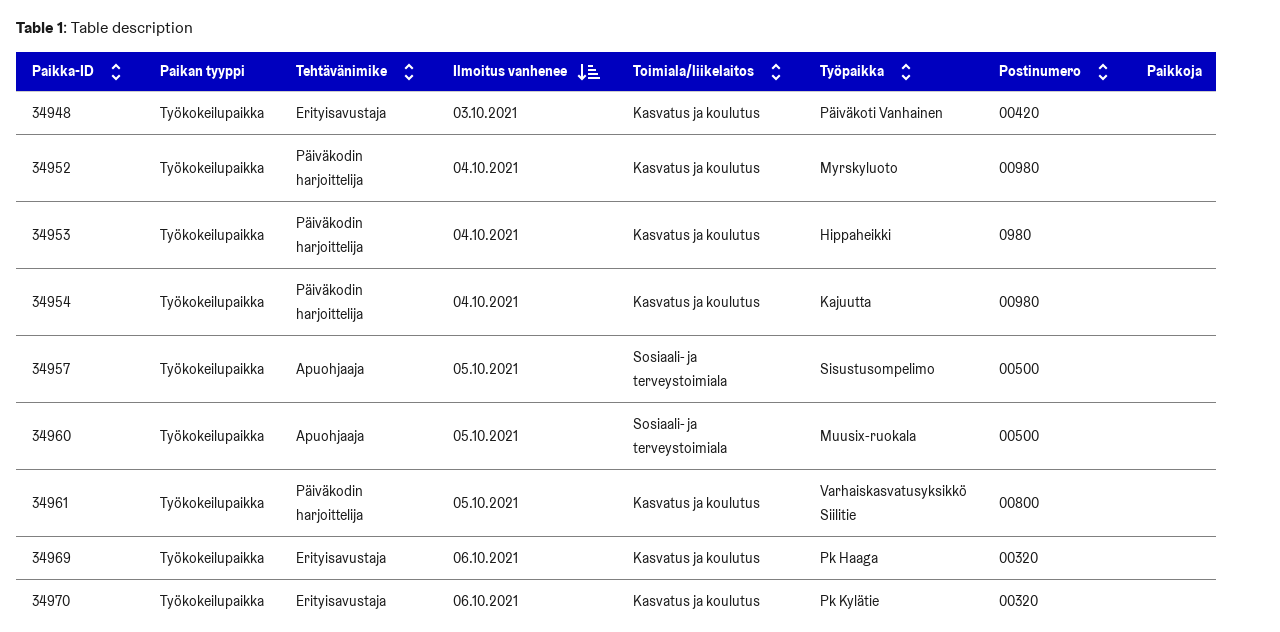 Table 1: Table description
Paikka-ID Paikan tyyppi Tehtävänimike Ilmoitus vanhenee Toimiala/liikelaitos Työpaikka Postinumero Paikkoja
34948 Työkokeilupaikka Erityisavustaja 03.10.2021 Kasvatus ja koulutus Päiväkoti Vanhainen 00420
34952 Työkokeilupaikka Päiväkodin harjoittelija 04.10.2021 Kasvatus ja koulutus Myrskyluoto 00980
34953 Työkokeilupaikka Päiväkodin harjoittelija 04.10.2021 Kasvatus ja koulutus Hippaheikki 0980
34954 Työkokeilupaikka Päiväkodin harjoittelija 04.10.2021 Kasvatus ja koulutus Kajuutta 00980
34957 Työkokeilupaikka Apuohjaaja 05.10.2021 Sosiaali- ja terveystoimiala Sisustusompelimo 00500
34960 Työkokeilupaikka Apuohjaaja 05.10.2021 Sosiaali- ja terveystoimiala Muusix-ruokala 00500
34961 Työkokeilupaikka Päiväkodin harjoittelija 05.10.2021 Kasvatus ja koulutus Varhaiskasvatusyksikkö Siilitie 00800
34969 Työkokeilupaikka Erityisavustaja 06.10.2021 Kasvatus ja koulutus Pk Haaga 00320
34970 Työkokeilupaikka Erityisavustaja 06.10.2021 Kasvatus ja koulutus Pk Kylätie 00320